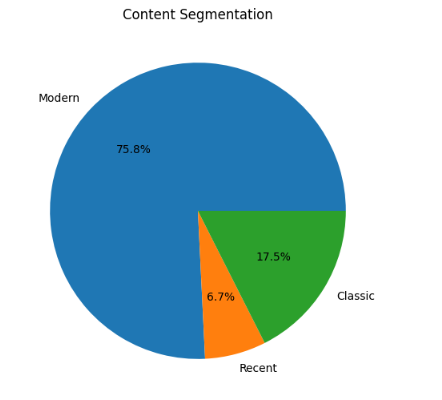 Content Segmentation
Modern
75.8%
17.5%
6.7%
Classic
Recent